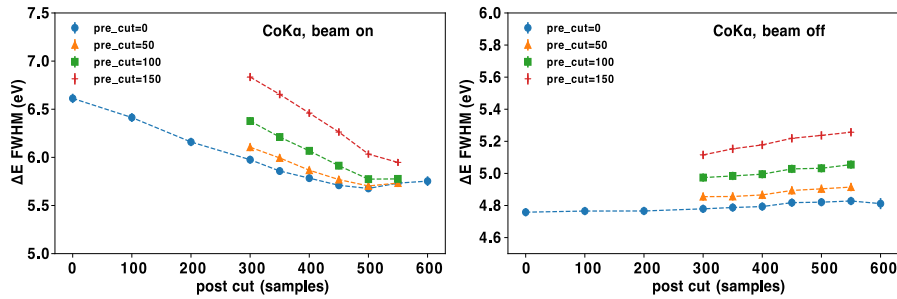 CoKα, beam on
pre_cut=0
pre_cut=50
pre_cut=100
pre_cut=150
ΔE FWHM (eV)
7.5
7.0
6.5
6.0
5.5
5.0
0 100 200 300 400 500 600
post cut (samples)
CoKα, beam off
pre_cut=0
pre_cut=50
pre_cut=100
pre_cut=150
ΔE FWHM (eV)
6.0
5.8
5.6
5.4
5.2
5.0
4.8
4.6
0 100 200 300 400 500 600
post cut (samples)